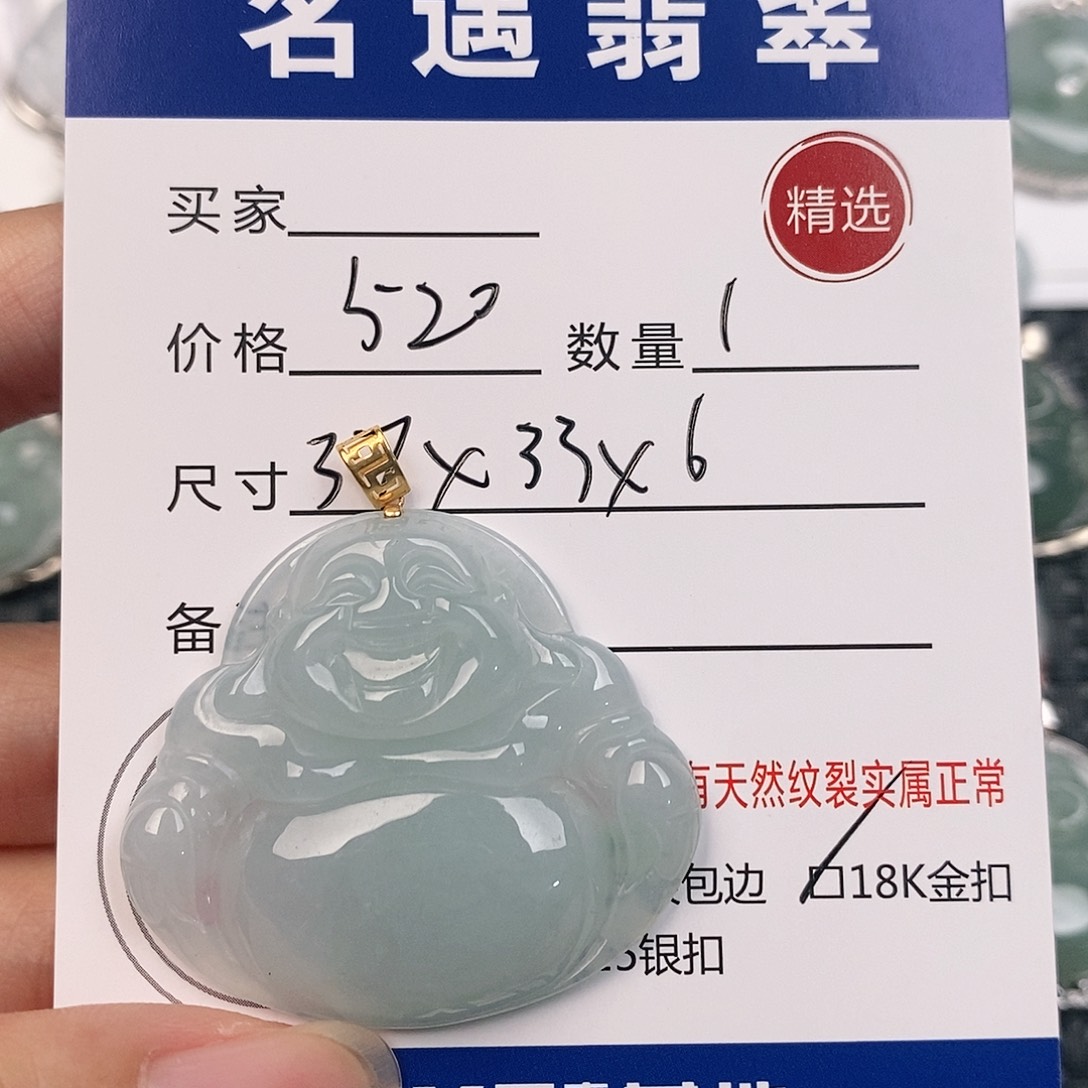 名遇翡翠
买家
精选
价格 520 数量 1
尺寸 37x33x6
备
有天然纹裂实属正常
包边 □18K金扣
银扣